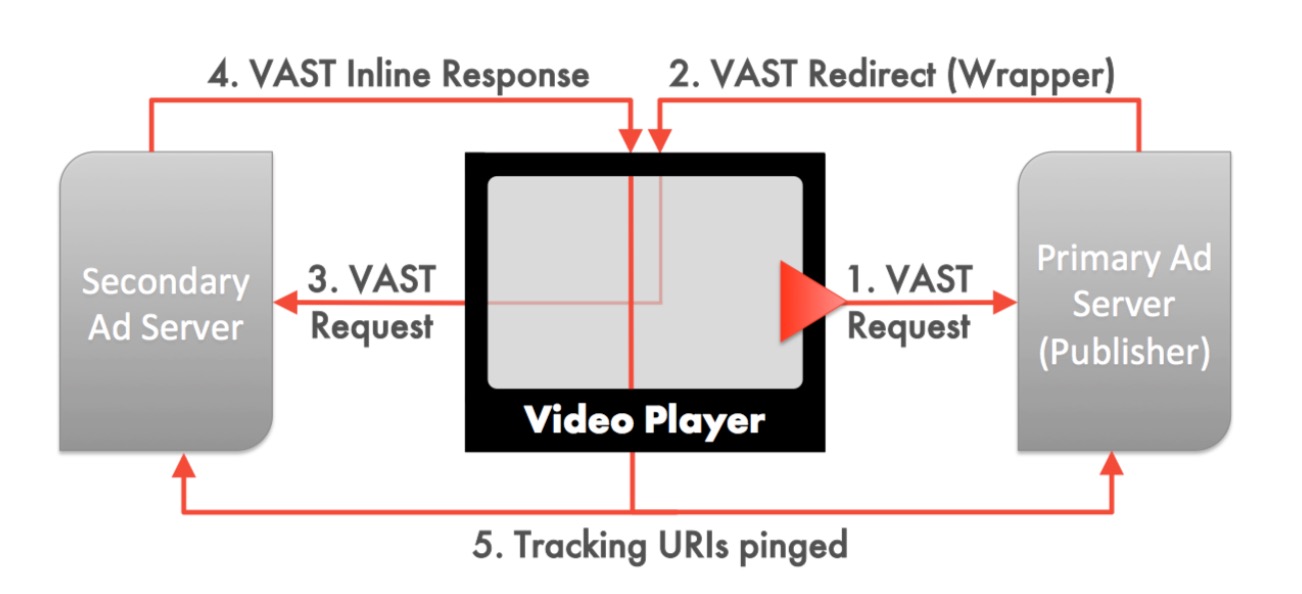 4. VAST Inline Response
2. VAST Redirect (Wrapper)
Secondary
Ad Server
3. VAST
Request
1. VAST
Request
Primary Ad
Server
(Publisher)
Video Player
5. Tracking URIs pinged